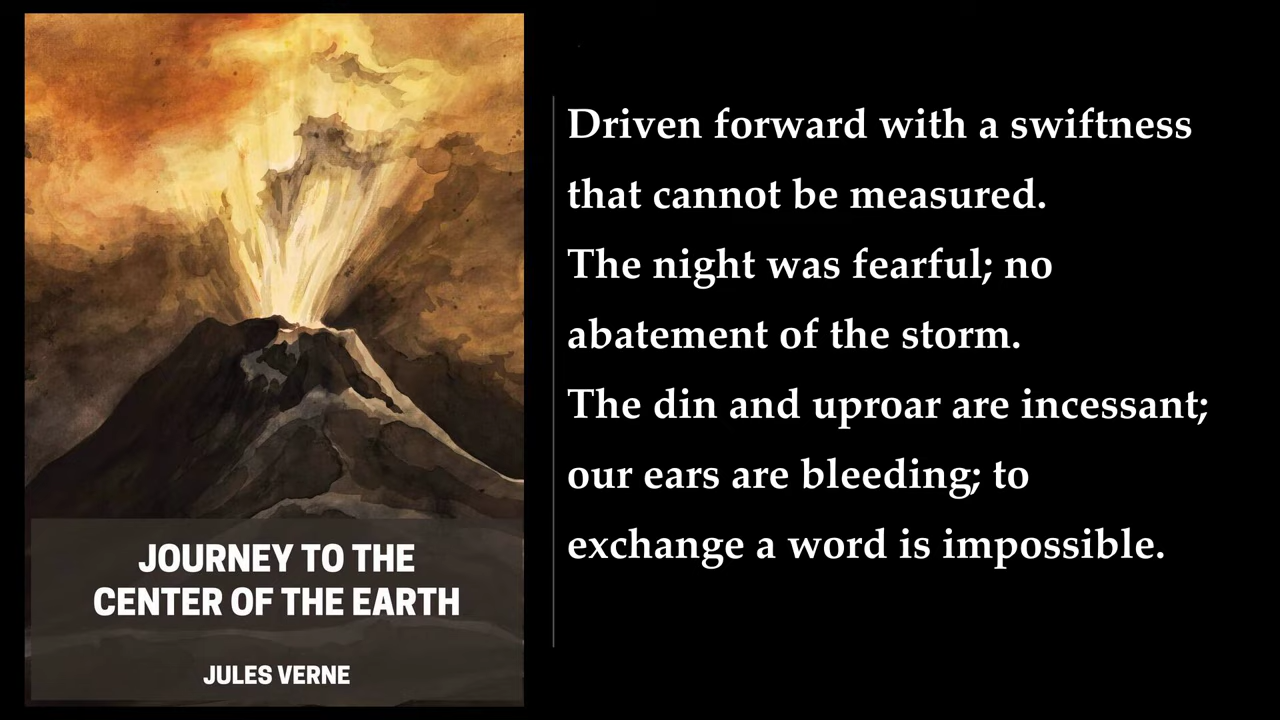 JOURNEY TO THE
CENTER OF THE EARTH
JULES VERNE
Driven forward with a swiftness
that cannot be measured.
The night was fearful; no
abatement of the storm.
The din and uproar are incessant;
our ears are bleeding; to
exchange a word is impossible.